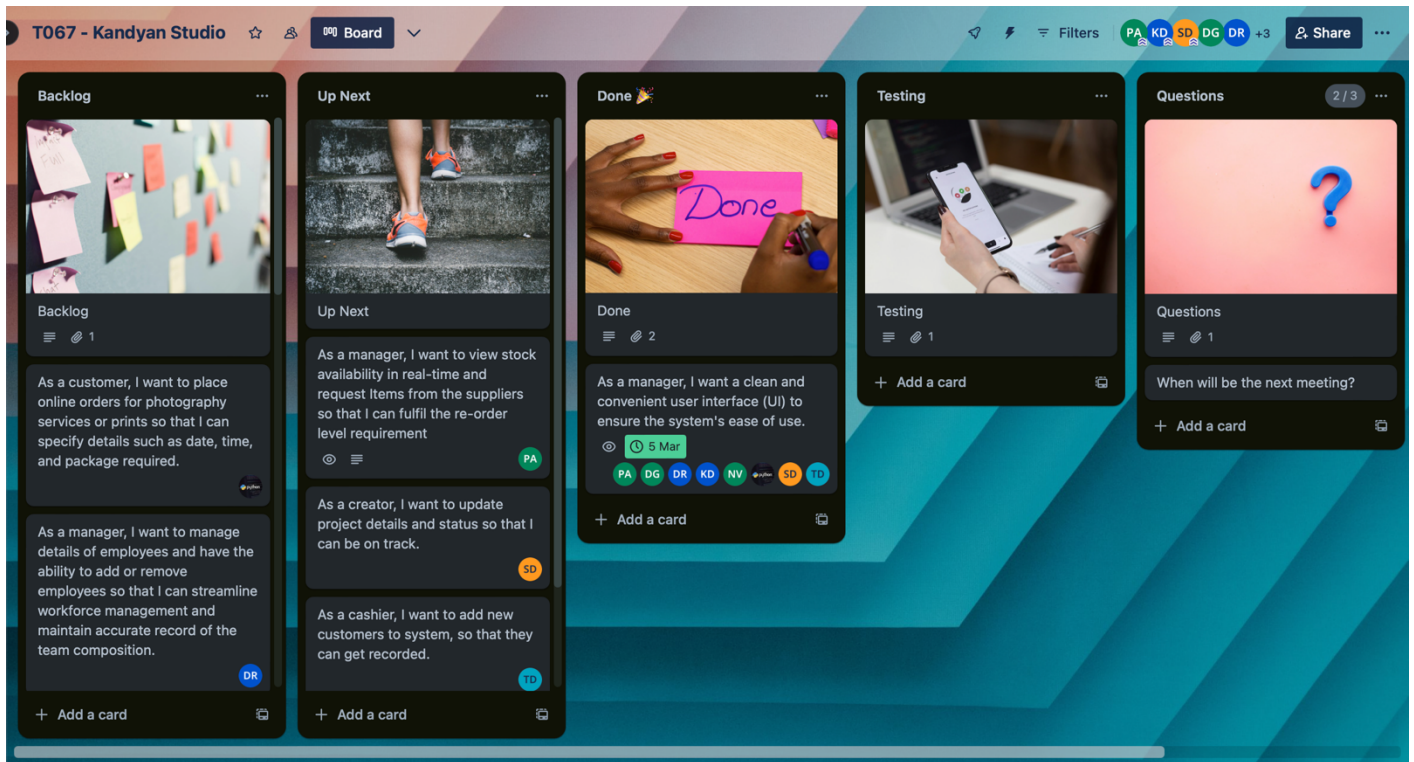 T067 - Kandyan Studio
Board
Filters
PA
KD
SD
DG
DR
+3
Share
Backlog
Backlog
1
As a customer, I want to place
online orders for photography
services or prints so that I can
specify details such as date, time,
and package required.
python
As a manager, I want to manage
details of employees and have the
ability to add or remove
employees so that I can streamline
workforce management and
maintain accurate record of the
team composition.
DR
+ Add a card
Up Next
Up Next
As a manager, I want to view stock
availability in real-time and
request Items from the suppliers
so that I can fulfil the re-order
level requirement
PA
As a creator, I want to update
project details and status so that I
can be on track.
SD
As a cashier, I want to add new
customers to system, so that they
can get recorded.
TD
+ Add a card
Done
Done
Done
2
As a manager, I want a clean and
convenient user interface (UI) to
ensure the system's ease of use.
5 Mar
PA DG DR KD NV python SD TD
+ Add a card
Testing
Testing
1
+ Add a card
Questions
2 / 3
?
Questions
1
When will be the next meeting?
+ Add a card